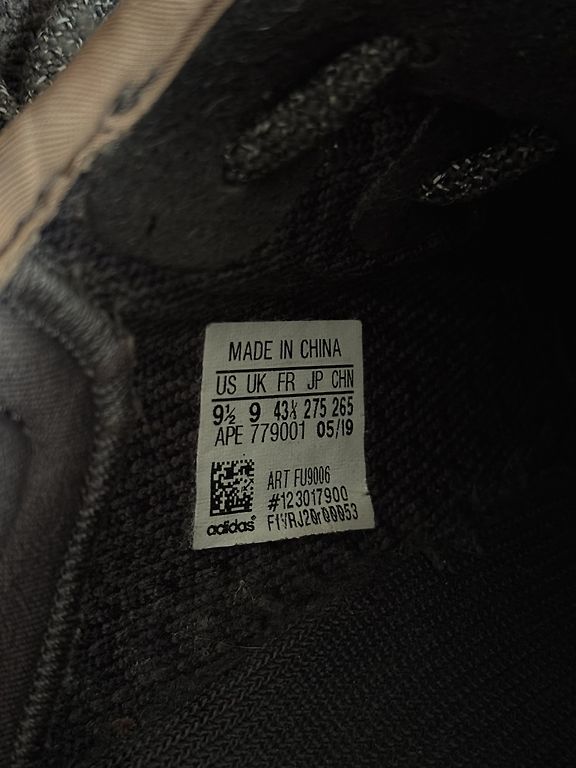 MADE IN CHINA
US UK FR JP CHN
9½ 9 43⅓ 275 265
APE 779001 05/19
ART FU9006
#123017900
adidas F1VRJ20r00053